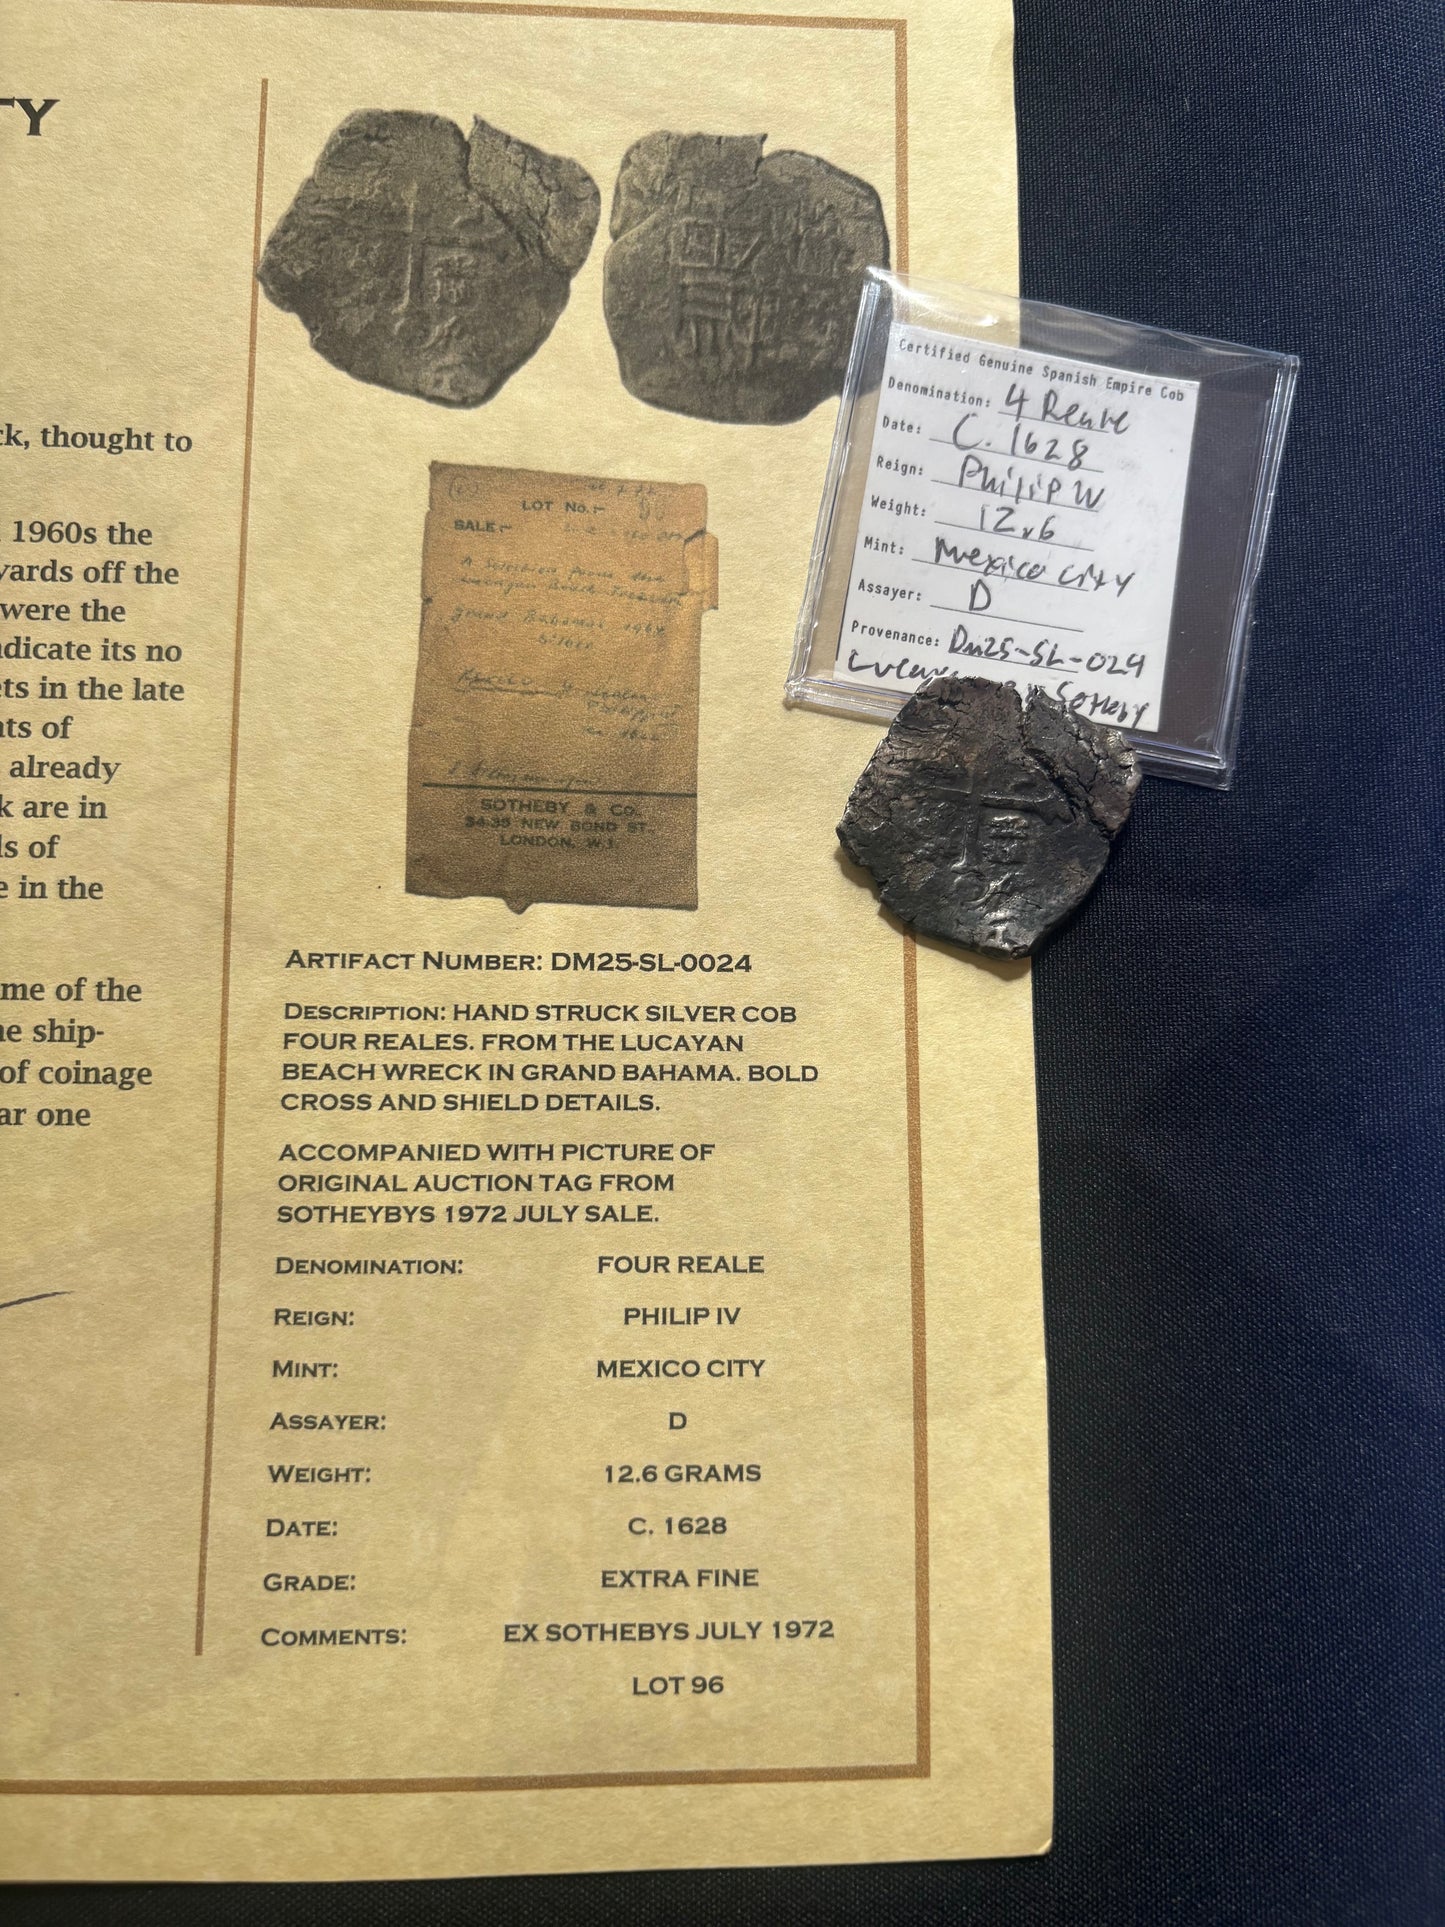 TY
ck, thought to
1960s the
yards off the
were the
ndicate its no
ets in the late
nts of
already
k are in
ls of
e in the
me of the
ne ship-
of coinage
ar one
LOT No.:-
SALE:-
grand Bahamas 1964
SOTHEBY & Co.
34-35 NEW BOND ST.,
LONDON, W.1.
ARTIFACT NUMBER: DM25-SL-0024
DESCRIPTION: HAND STRUCK SILVER COB
FOUR REALES. FROM THE LUCAYAN
BEACH WRECK IN GRAND BAHAMA. BOLD
CROSS AND SHIELD DETAILS.
ACCOMPANIED WITH PICTURE OF
ORIGINAL AUCTION TAG FROM
SOTHEYBYS 1972 JULY SALE.
DENOMINATION: FOUR REALE
REIGN: PHILIP IV
MINT: MEXICO CITY
ASSAYER: D
WEIGHT: 12.6 GRAMS
DATE: C. 1628
GRADE: EXTRA FINE
COMMENTS: EX SOTHEBYS JULY 1972
LOT 96
Certified Genuine Spanish Empire Cob
Denomination: 4 Reale
Date: C. 1628
Reign: Philip IV
Weight: 12.6
Mint: Mexico City
Assayer: D
Provenance: DM25-SL-024
Sotheby